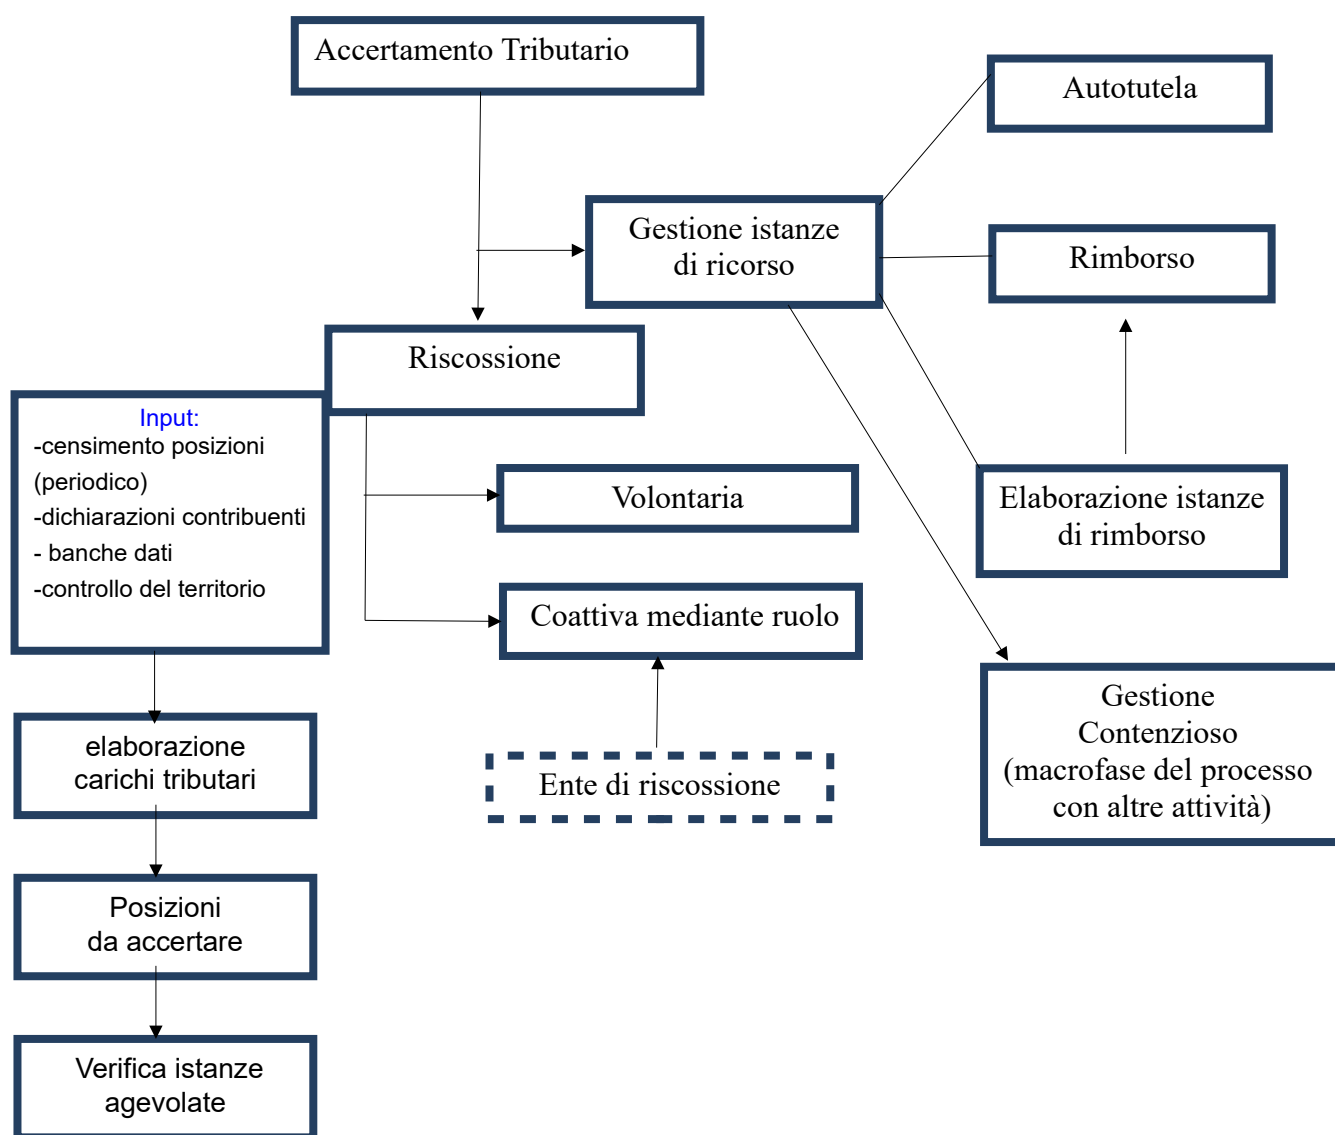 Accertamento Tributario
Autotutela
Gestione istanze
di ricorso
Rimborso
Riscossione
Input:
-censimento posizioni
(periodico)
-dichiarazioni contribuenti
- banche dati
-controllo del territorio
Volontaria
Elaborazione istanze
di rimborso
Coattiva mediante ruolo
Gestione
Contenzioso
(macrofase del processo
con altre attività)
elaborazione
carichi tributari
Ente di riscossione
Posizioni
da accertare
Verifica istanze
agevolate